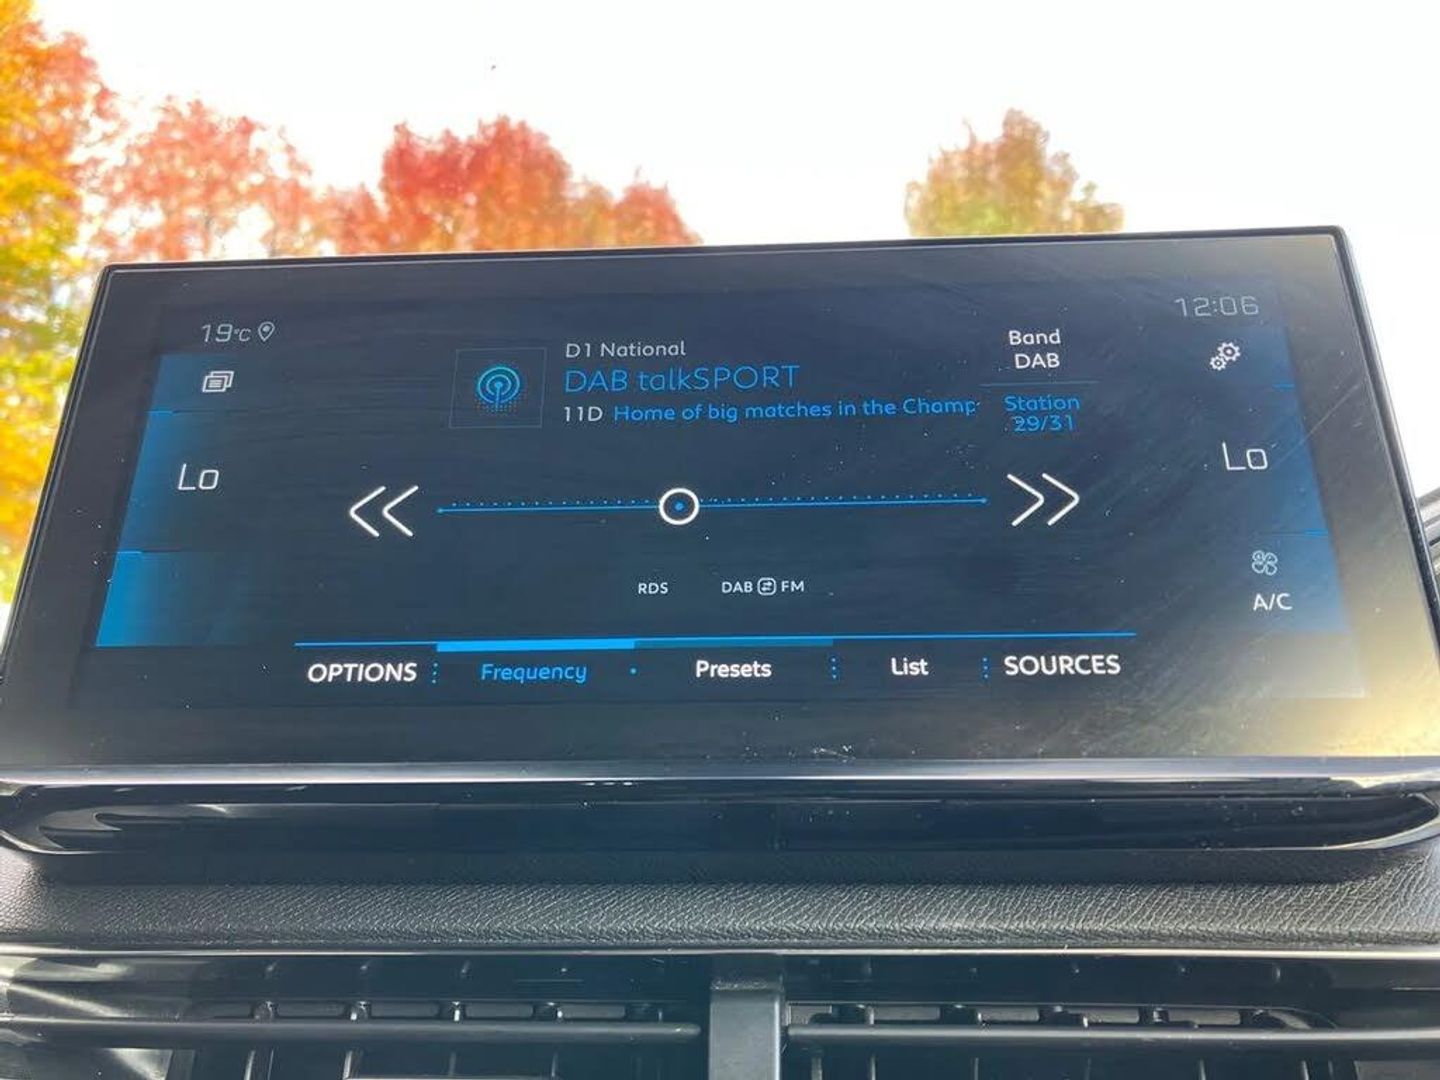 19°C
12:06
D1 National
DAB talkSPORT
11D Home of big matches in the Champ
Band
DAB
Station
29/31
Lo
Lo
RDS
DAB FM
A/C
OPTIONS
Frequency
Presets
List
SOURCES